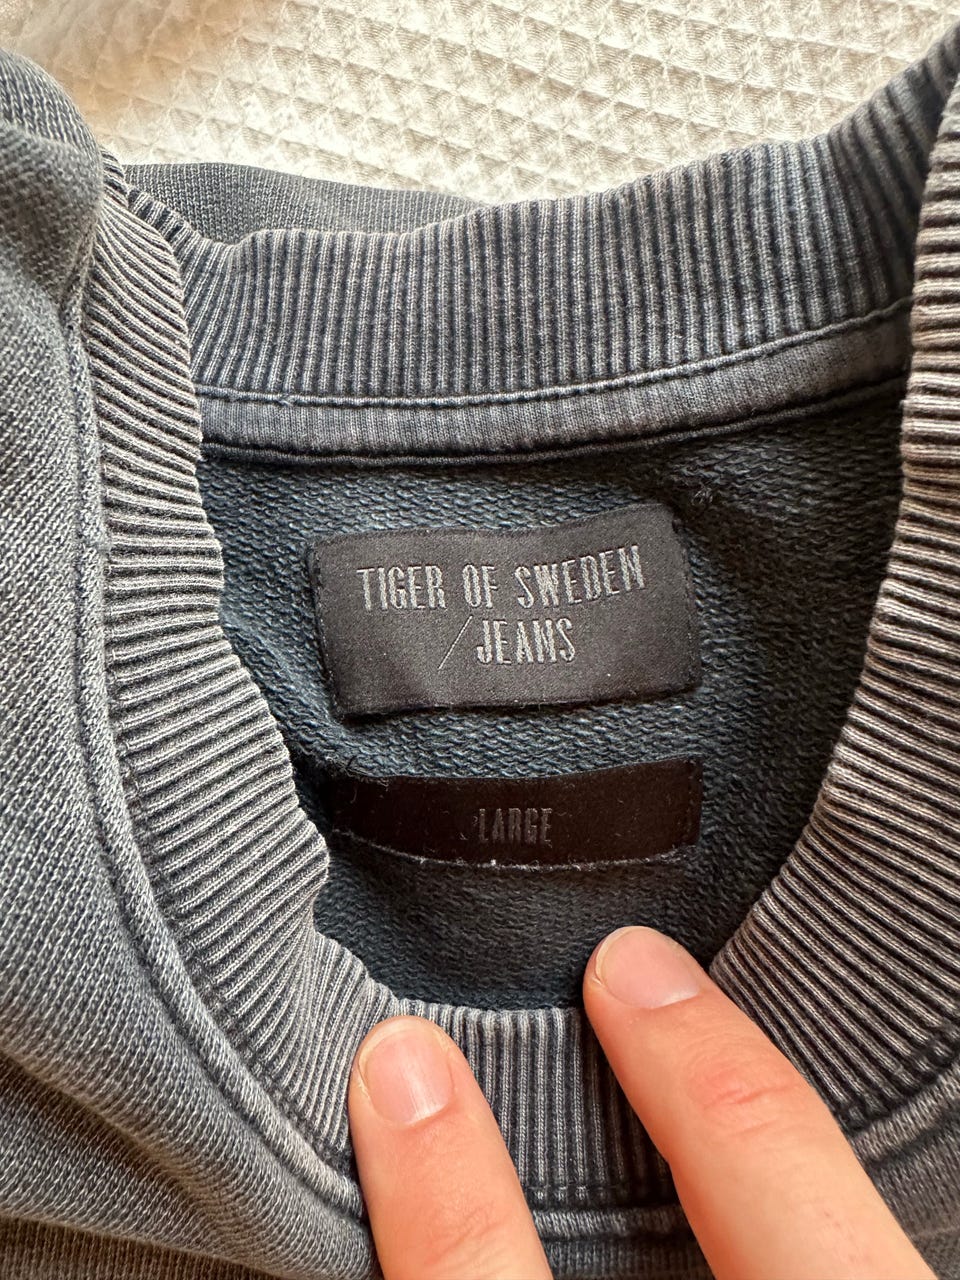 TIGER OF SWEDEN
/JEANS
LARGE